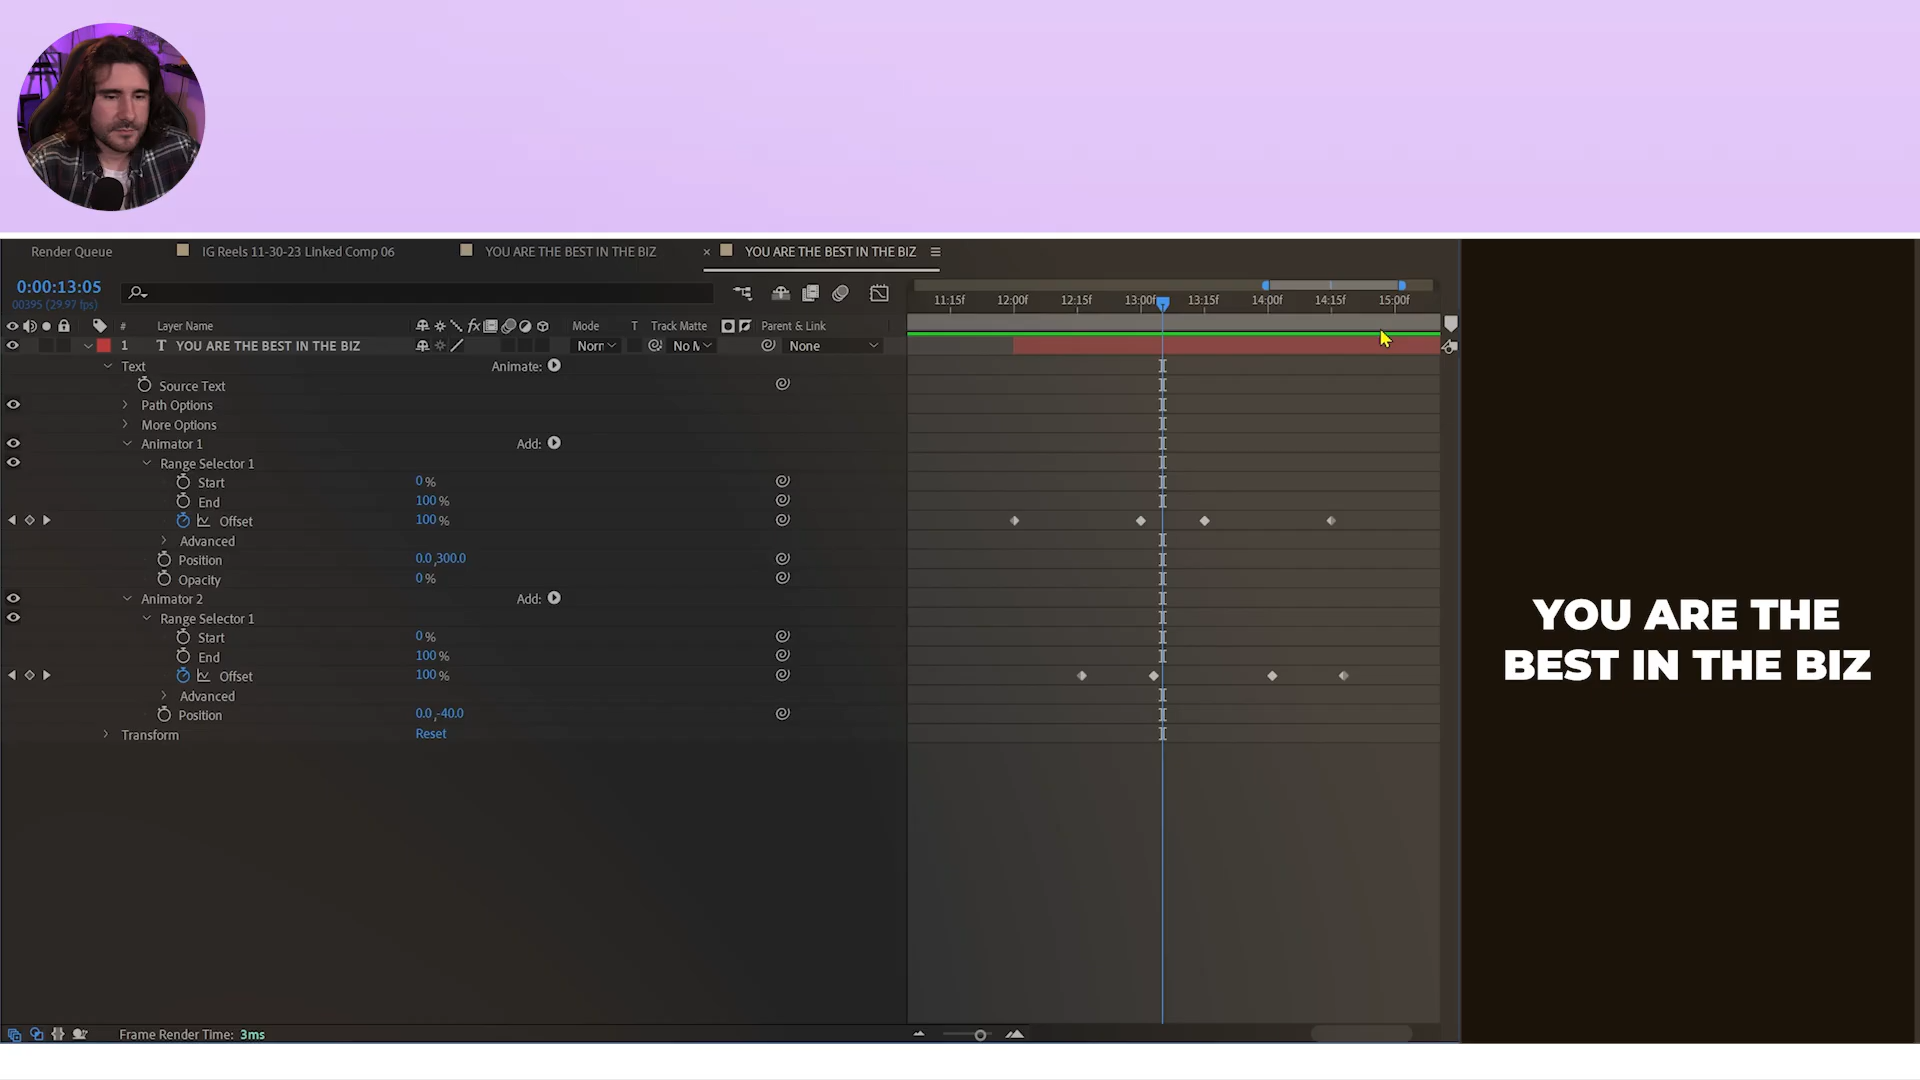 Render Queue IG Reels 11-30-23 Linked Comp 06 YOU ARE THE BEST IN THE BIZ × YOU ARE THE BEST IN THE BIZ
0:00:13:05
00395 (29.97 fps)
11:15f 12:00f 12:15f 13:00f 13:15f 14:00f 14:15f 15:00f
# Layer Name fx Mode T Track Matte Parent & Link
1 T YOU ARE THE BEST IN THE BIZ Norn No M None
Text Animate:
Source Text
Path Options
More Options
Animator 1 Add:
Range Selector 1
Start 0 %
End 100 %
Offset 100 %
Advanced
Position 0.0 ,300.0
Opacity 0 %
Animator 2 Add:
Range Selector 1
Start 0 %
End 100 %
Offset 100 %
Advanced
Position 0.0 ,-40.0
Transform Reset
Frame Render Time: 3ms
YOU ARE THE
BEST IN THE BIZ